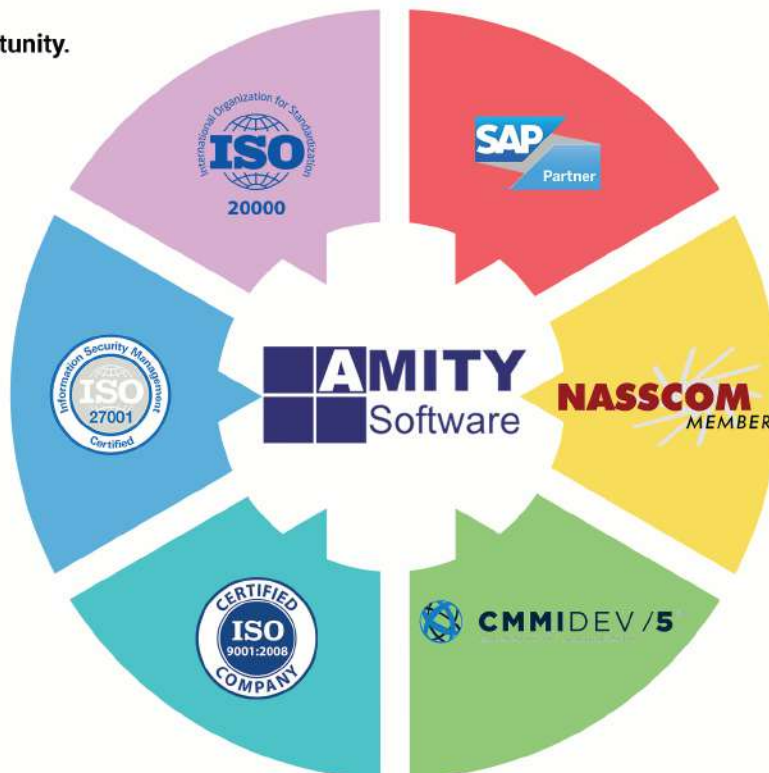 tunity.
International Organization for Standardization
ISO
20000
SAP
Partner
Information Security Management
ISO
27001
Certified
AMITY
Software
NASSCOM
MEMBER
CERTIFIED
ISO
9001:2008
COMPANY
CMMIDEV/5